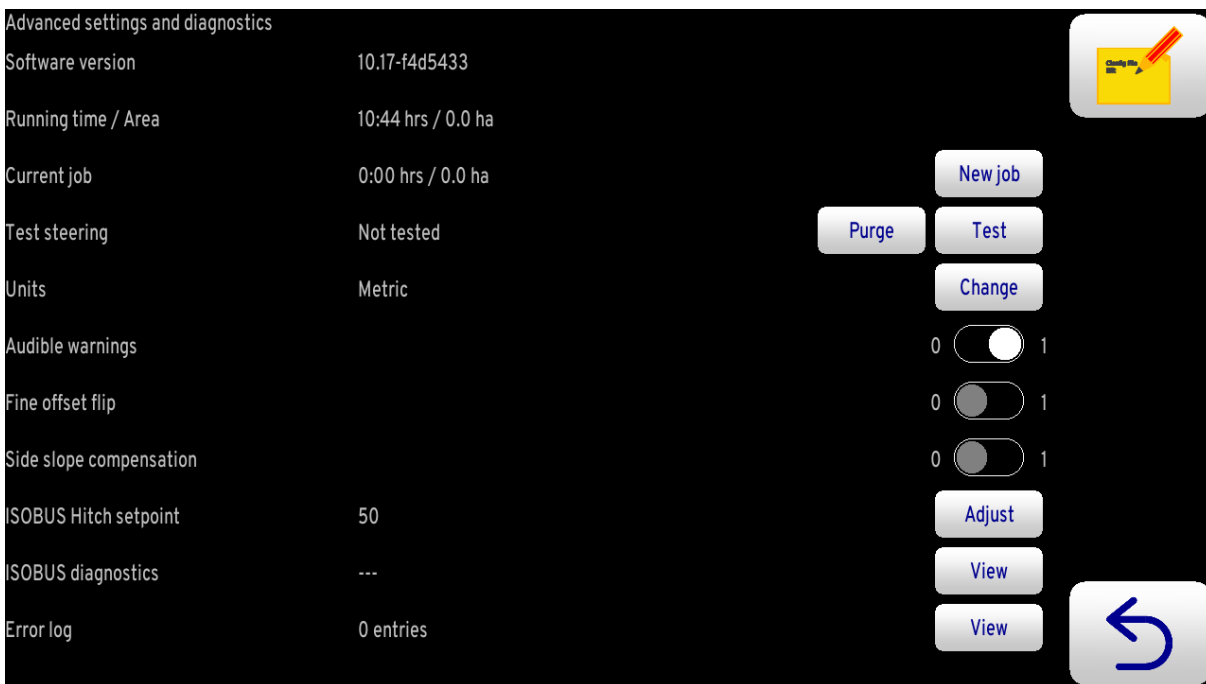 Advanced settings and diagnostics
Software version 10.17-f4d5433
Running time / Area 10:44 hrs / 0.0 ha
Current job 0:00 hrs / 0.0 ha New job
Test steering Not tested Purge Test
Units Metric Change
Audible warnings 0 1
Fine offset flip 0 1
Side slope compensation 0 1
ISOBUS Hitch setpoint 50 Adjust
ISOBUS diagnostics --- View
Error log 0 entries View